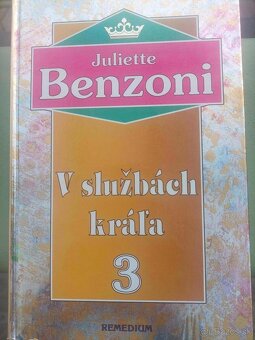 Juliette
Benzoni
V službách
kráľa
3
REMEDIUM